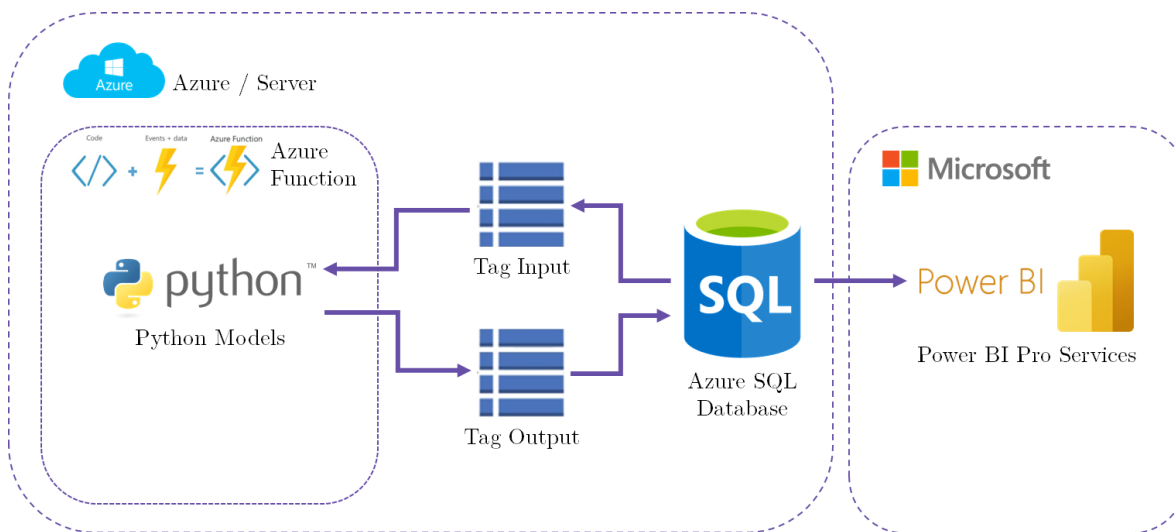 Azure
Azure / Server
Code
Events + data
Azure Function
+
=
Azure
Function
python™
Python Models
Tag Input
Tag Output
SQL
Azure SQL
Database
Microsoft
Power BI
Power BI Pro Services